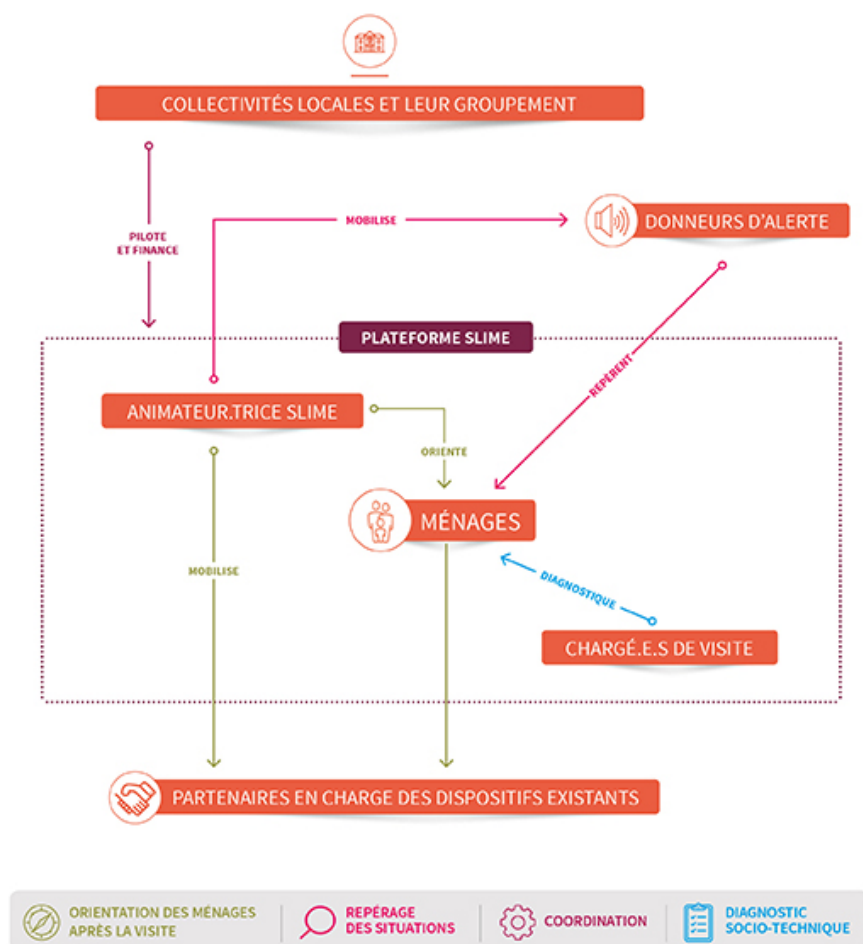 COLLECTIVITÉS LOCALES ET LEUR GROUPEMENT
PILOTE
ET FINANCE
MOBILISE
DONNEURS D'ALERTE
PLATEFORME SLIME
REPÈRENT
ANIMATEUR.TRICE SLIME
ORIENTE
MÉNAGES
MOBILISE
DIAGNOSTIQUE
CHARGÉ.E.S DE VISITE
PARTENAIRES EN CHARGE DES DISPOSITIFS EXISTANTS
ORIENTATION DES MÉNAGES
APRÈS LA VISITE
REPÉRAGE
DES SITUATIONS
COORDINATION
DIAGNOSTIC
SOCIO-TECHNIQUE